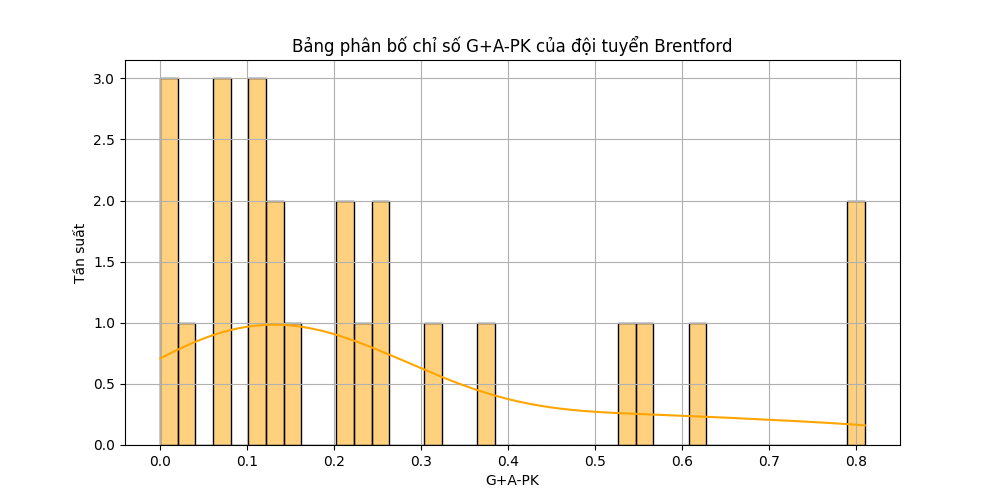 Bảng phân bố chỉ số G+A-PK của đội tuyển Brentford
3.0
2.5
2.0
1.5
1.0
0.5
0.0
Tần suất
0.0 0.1 0.2 0.3 0.4 0.5 0.6 0.7 0.8
G+A-PK